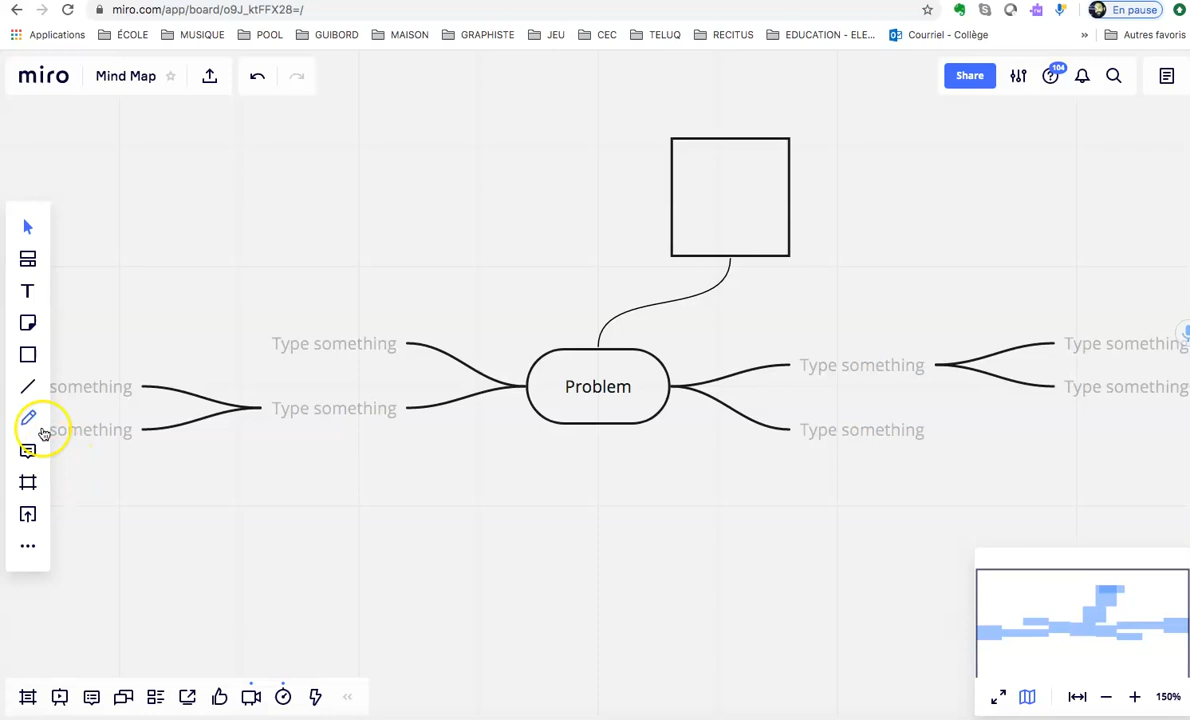 miro.com/app/board/o9J_ktFFX28=/
En pause
Applications ÉCOLE MUSIQUE POOL GUIBORD MAISON GRAPHISTE JEU CEC TELUQ RECITUS EDUCATION - ELE... Courriel - Collège » Autres favoris
miro Mind Map Share 104
T
Type something
Type something
something
something
Type something
Problem
Type something
Type something
Type something
Type something
150%